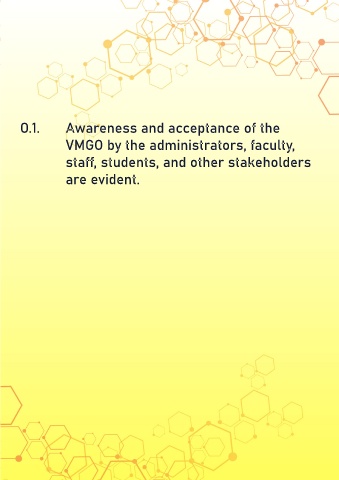 O.1. Awareness and acceptance of the
VMGO by the administrators, faculty,
staff, students, and other stakeholders
are evident.